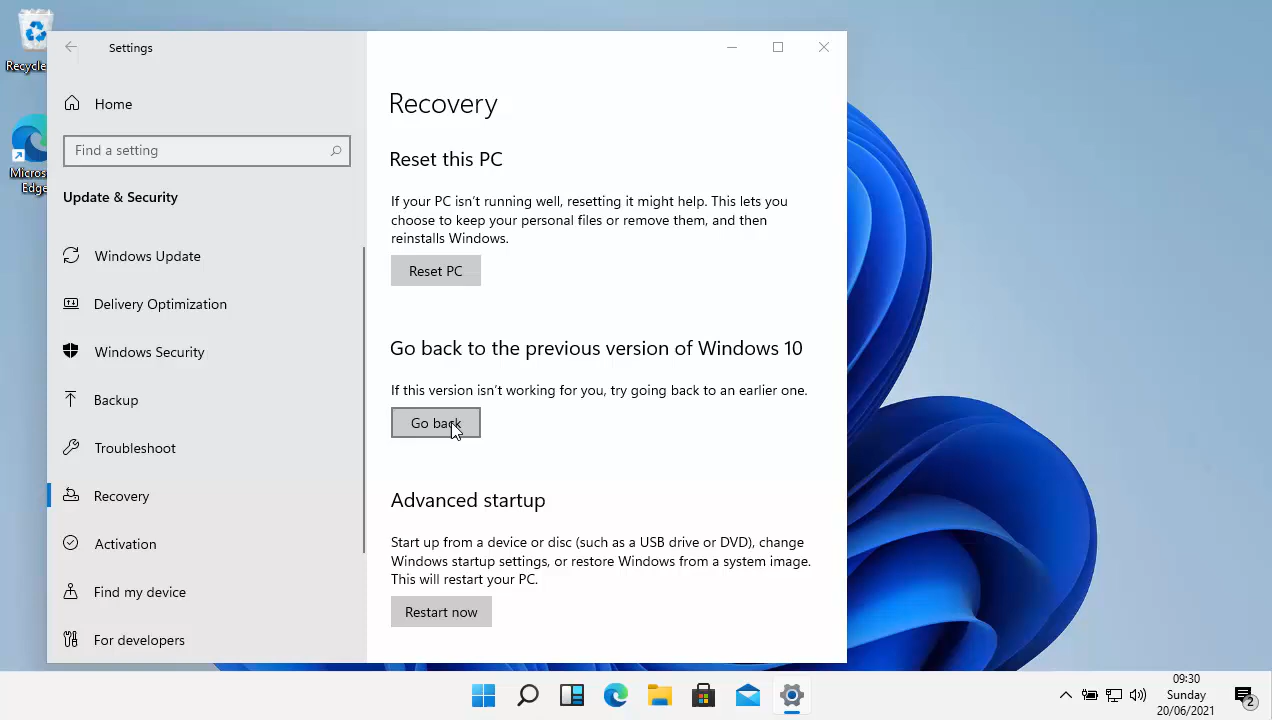 Recycle
Microso
Edge
Settings
Home
Find a setting
Update & Security
Windows Update
Delivery Optimization
Windows Security
Backup
Troubleshoot
Recovery
Activation
Find my device
For developers
Recovery
Reset this PC
If your PC isn't running well, resetting it might help. This lets you
choose to keep your personal files or remove them, and then
reinstalls Windows.
Reset PC
Go back to the previous version of Windows 10
If this version isn't working for you, try going back to an earlier one.
Go back
Advanced startup
Start up from a device or disc (such as a USB drive or DVD), change
Windows startup settings, or restore Windows from a system image.
This will restart your PC.
Restart now
09:30
Sunday
20/06/2021
2